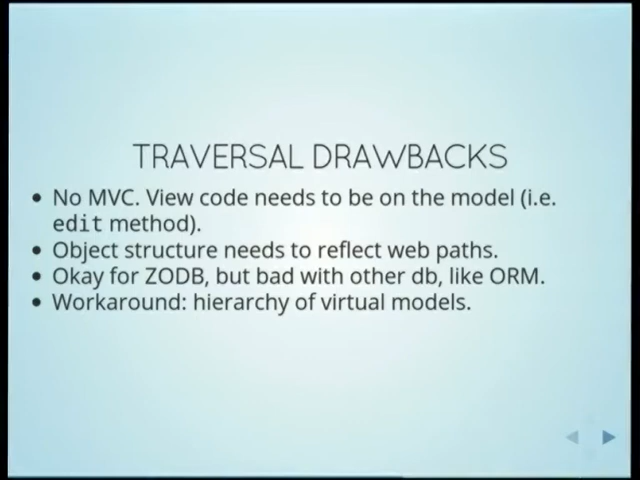 TRAVERSAL DRAWBACKS
• No MVC. View code needs to be on the model (i.e.
edit method).
• Object structure needs to reflect web paths.
• Okay for ZODB, but bad with other db, like ORM.
• Workaround: hierarchy of virtual models.